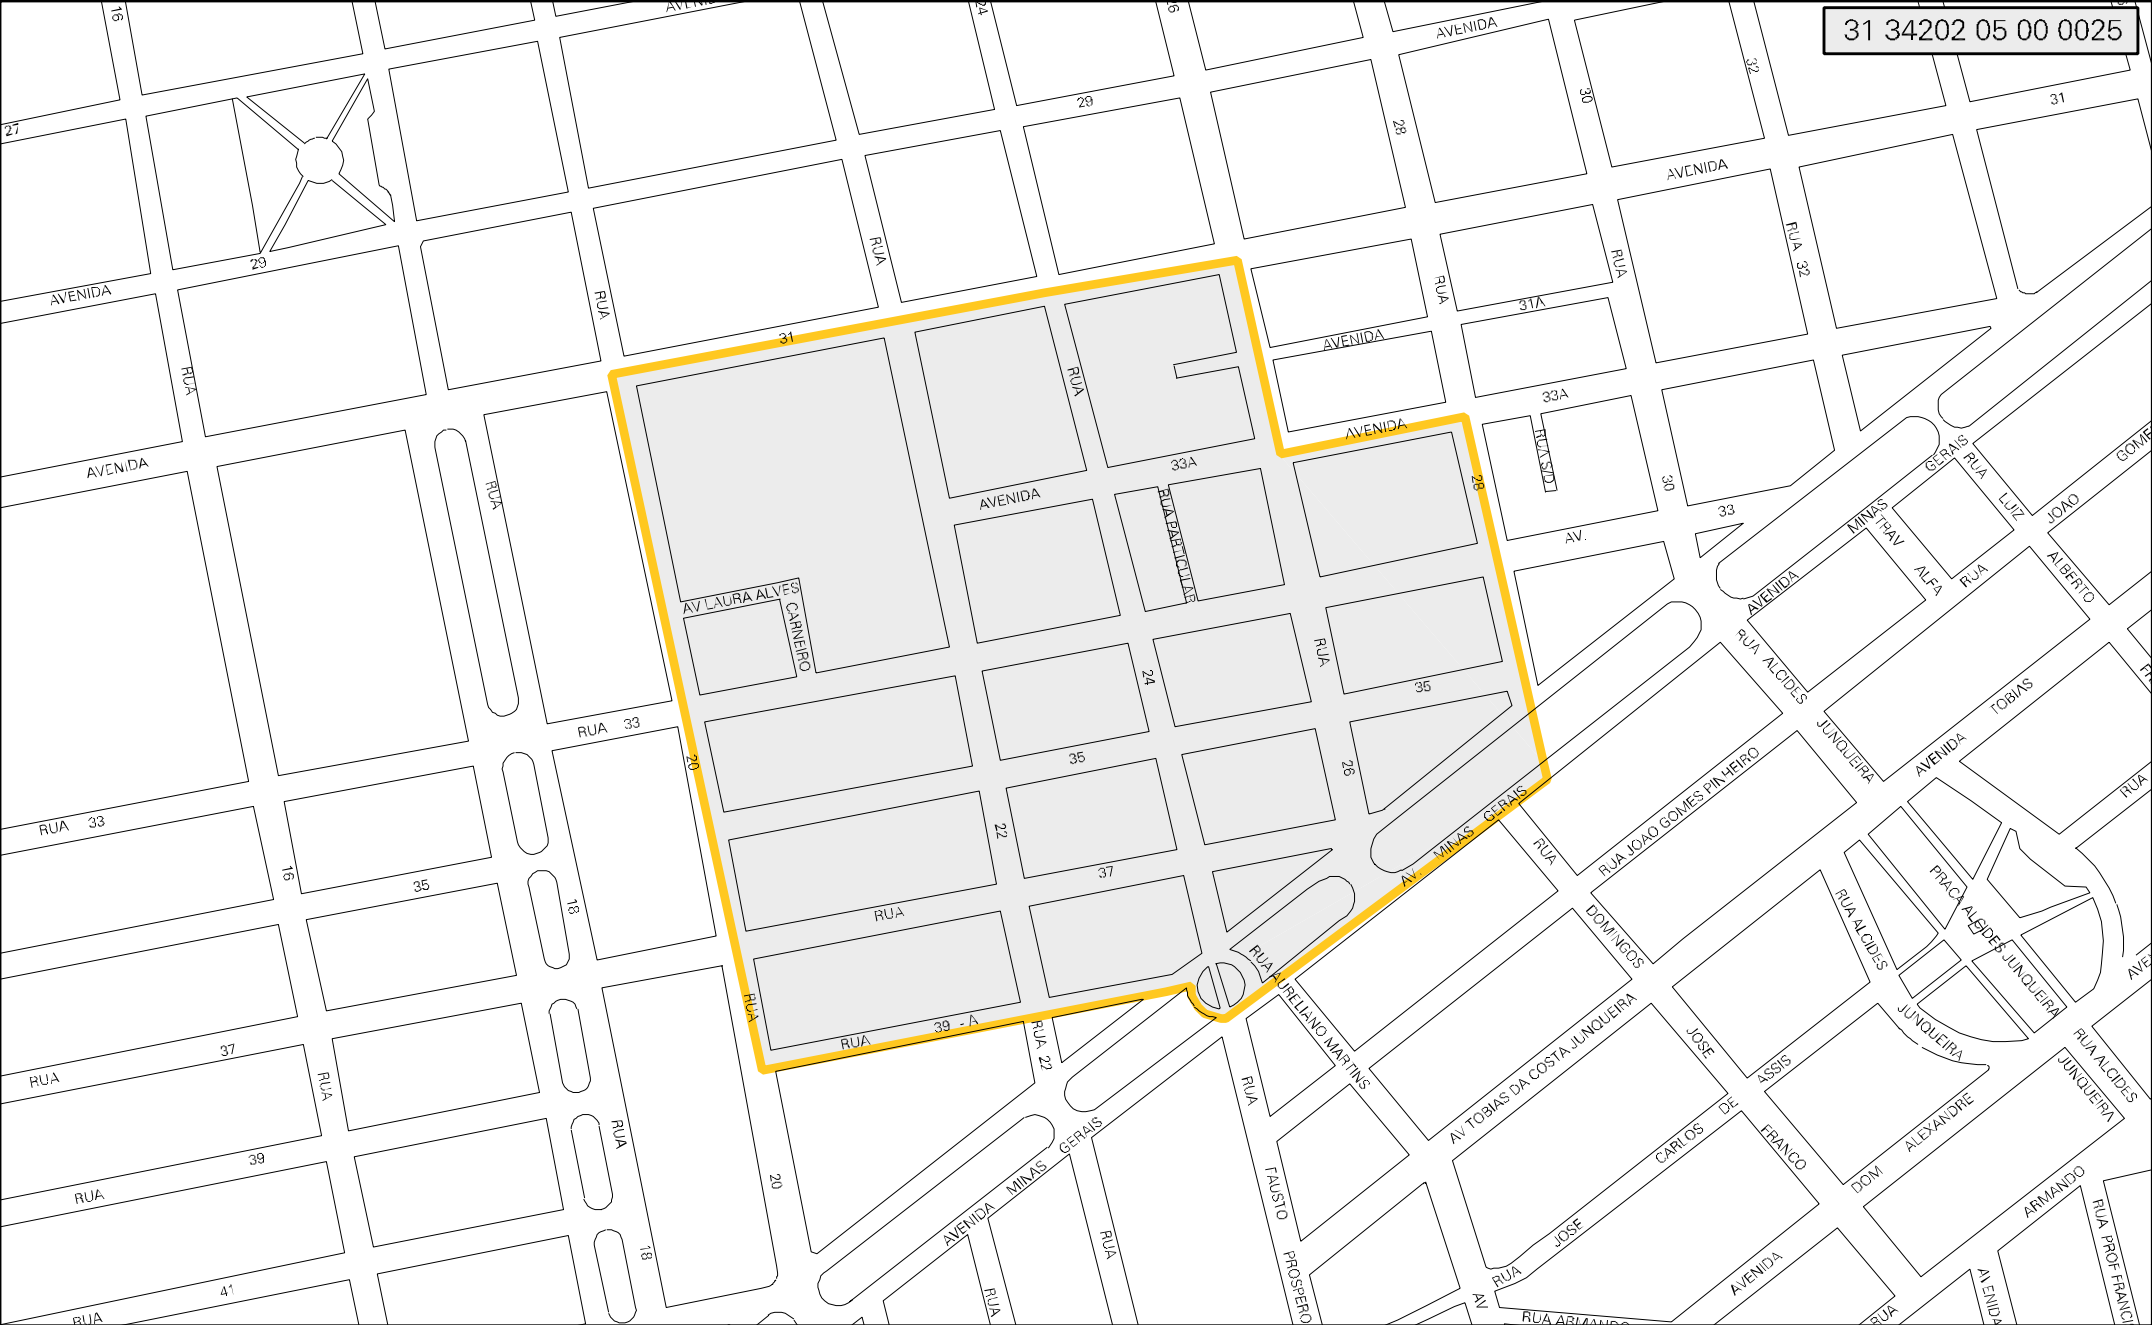 31 34202 05 00 0025
16
24
26
AVENIDA
32
30
31
27
29
28
AVENIDA
RUA
RUA 32
29
AVENIDA
RUA
RUA
RUA
31A
AVENIDA
31
RUA
RUA
33A
AVENIDA
RUA S/D
AVENIDA
33A
28
30
AVENIDA
RUA
RUA PARTICULAR
33
AV.
AVENIDA MINAS GERAIS
RUA LUIZ ALBERTO
JOAO GOME
TRAV ALFA
RUA
AV LAURA ALVES
CARNEIRO
RUA
24
35
RUA ALCIDES JUNQUEIRA
AVENIDA TOBIAS
RUA 33
20
35
26
RUA
RUA 33
22
AV. MINAS GERAIS
RUA JOAO GOMES PINHEIRO
16
35
18
RUA 37
RUA DOMINGOS JOSE FRANCO
RUA ALCIDES JUNQUEIRA
PRACA ALCIDES JUNQUEIRA
RUA
RUA 39 - A
RUA 22
RUA AURELIANO MARTINS
AV TOBIAS DA COSTA JUNQUEIRA
RUA ALCIDES JUNQUEIRA
RUA 37
RUA
RUA
RUA FAUSTO PROSPERO
RUA JOSE CARLOS DE ASSIS
DOM ALEXANDRE
RUA 39
20
AVENIDA MINAS GERAIS
18
RUA
RUA
AVENIDA ARMANDO
RUA PROF FRANCI
RUA 41
AV
RUA ARMANDO
RUA
AVENIDA